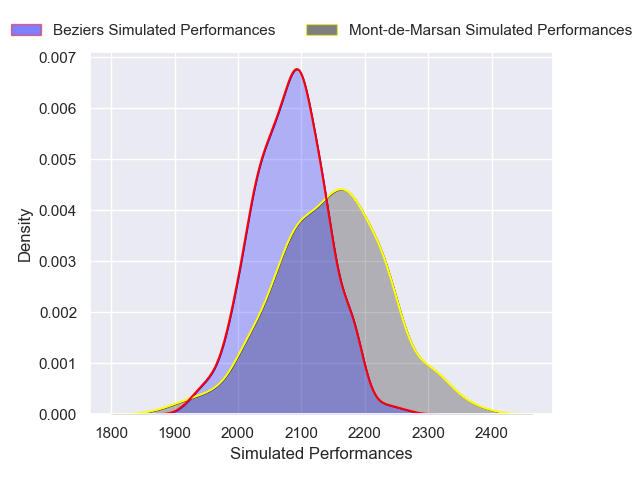 Beziers Simulated Performances
Mont-de-Marsan Simulated Performances
0.007
0.006
0.005
0.004
0.003
0.002
0.001
0.000
Density
1800 1900 2000 2100 2200 2300 2400
Simulated Performances